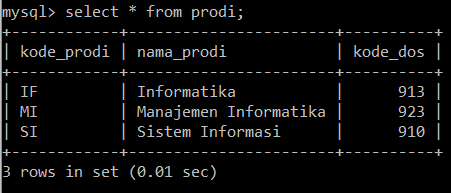 mysql> select * from prodi;
+------------+----------------------+----------+
| kode_prodi | nama_prodi           | kode_dos |
+------------+----------------------+----------+
| IF         | Informatika          |      913 |
| MI         | Manajemen Informatika |      923 |
| SI         | Sistem Informasi     |      910 |
+------------+----------------------+----------+
3 rows in set (0.01 sec)